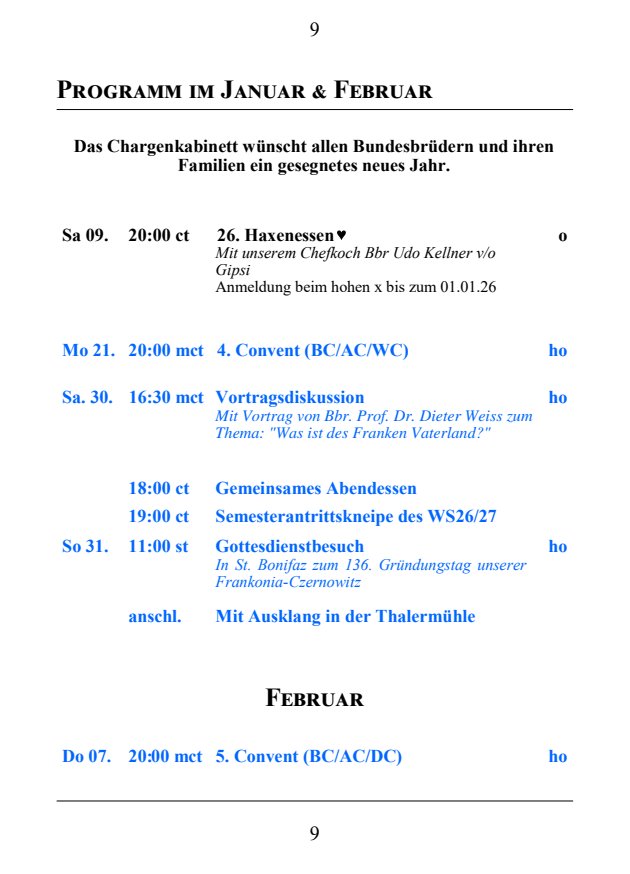 9
PROGRAMM IM JANUAR & FEBRUAR
Das Chargenkabinett wünscht allen Bundesbrüdern und ihren
Familien ein gesegnetes neues Jahr.
Sa 09. 20:00 ct 26. Haxenessen♥ o
Mit unserem Chefkoch Bbr Udo Kellner v/o
Gipsi
Anmeldung beim hohen x bis zum 01.01.26
Mo 21. 20:00 mct 4. Convent (BC/AC/WC) ho
Sa. 30. 16:30 mct Vortragsdiskussion ho
Mit Vortrag von Bbr. Prof. Dr. Dieter Weiss zum
Thema: "Was ist des Franken Vaterland?"
18:00 ct Gemeinsames Abendessen
19:00 ct Semesterantrittskneipe des WS26/27
So 31. 11:00 st Gottesdienstbesuch ho
In St. Bonifaz zum 136. Gründungstag unserer
Frankonia-Czernowitz
anschl. Mit Ausklang in der Thalermühle
FEBRUAR
Do 07. 20:00 mct 5. Convent (BC/AC/DC) ho
9